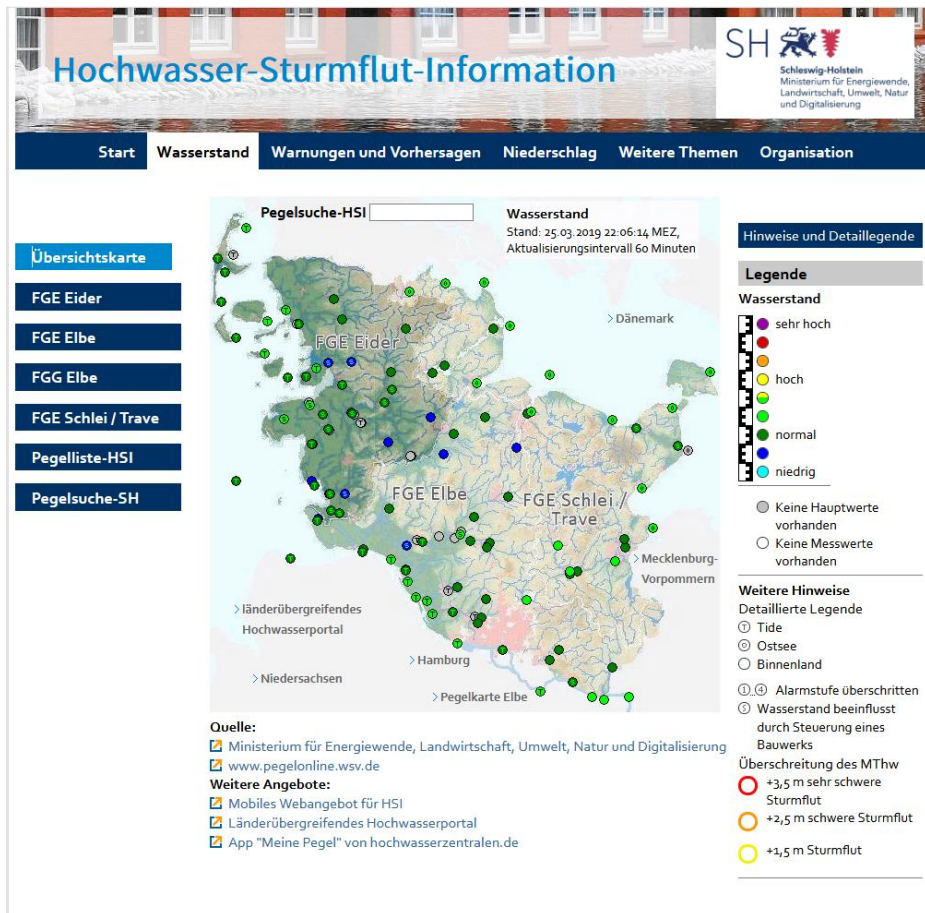 Hochwasser-Sturmflut-Information
SH
Schleswig-Holstein
Ministerium für Energiewende,
Landwirtschaft, Umwelt, Natur
und Digitalisierung
Start Wasserstand Warnungen und Vorhersagen Niederschlag Weitere Themen Organisation
Übersichtskarte
FGE Eider
FGE Elbe
FGG Elbe
FGE Schlei / Trave
Pegelliste-HSI
Pegelsuche-SH
Pegelsuche-HSI
Wasserstand
Stand: 25.03.2019 22:06:14 MEZ,
Aktualisierungsintervall 60 Minuten
> Dänemark
FGE Eider
FGE Elbe
FGE Schlei /
Trave
> Mecklenburg-
Vorpommern
> länderübergreifendes
Hochwasserportal
> Hamburg
> Niedersachsen
> Pegelkarte Elbe
Quelle:
Ministerium für Energiewende, Landwirtschaft, Umwelt, Natur und Digitalisierung
www.pegelonline.wsv.de
Weitere Angebote:
Mobiles Webangebot für HSI
Länderübergreifendes Hochwasserportal
App "Meine Pegel" von hochwasserzentralen.de
Hinweise und Detaillegende
Legende
Wasserstand
sehr hoch
hoch
normal
niedrig
Keine Hauptwerte
vorhanden
Keine Messwerte
vorhanden
Weitere Hinweise
Detaillierte Legende
Ⓣ Tide
⊚ Ostsee
○ Binnenland
①..④ Alarmstufe überschritten
Ⓢ Wasserstand beeinflusst
durch Steuerung eines
Bauwerks
Überschreitung des MThw
+3,5 m sehr schwere
Sturmflut
+2,5 m schwere Sturmflut
+1,5 m Sturmflut